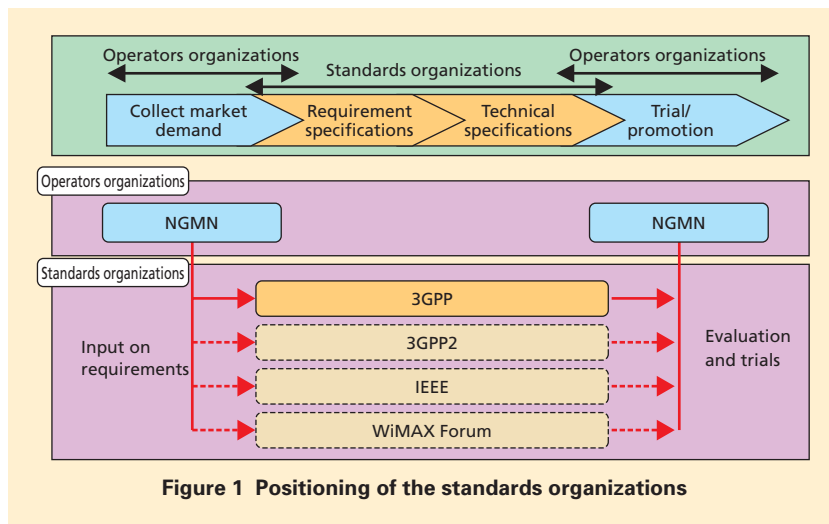 Operators organizations
Operators organizations
Standards organizations
Collect market
demand
Requirement
specifications
Technical
specifications
Trial/
promotion
Operators organizations
NGMN
NGMN
Standards organizations
3GPP
Input on
requirements
3GPP2
Evaluation
and trials
IEEE
WiMAX Forum
Figure 1 Positioning of the standards organizations